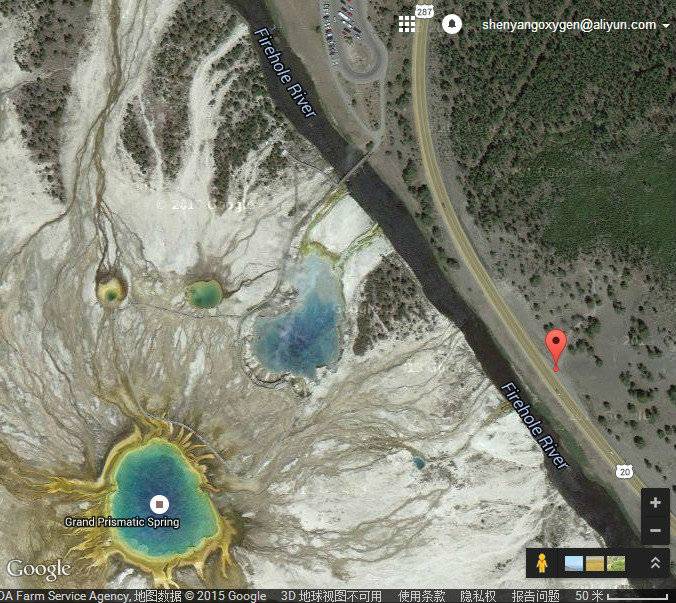 287
shenyangoxygen@aliyun.com
Firehole River
Firehole River
20
Grand Prismatic Spring
Google
DA Farm Service Agency, 地图数据 © 2015 Google 3D 地球视图不可用 使用条款 隐私权 报告问题 50 米